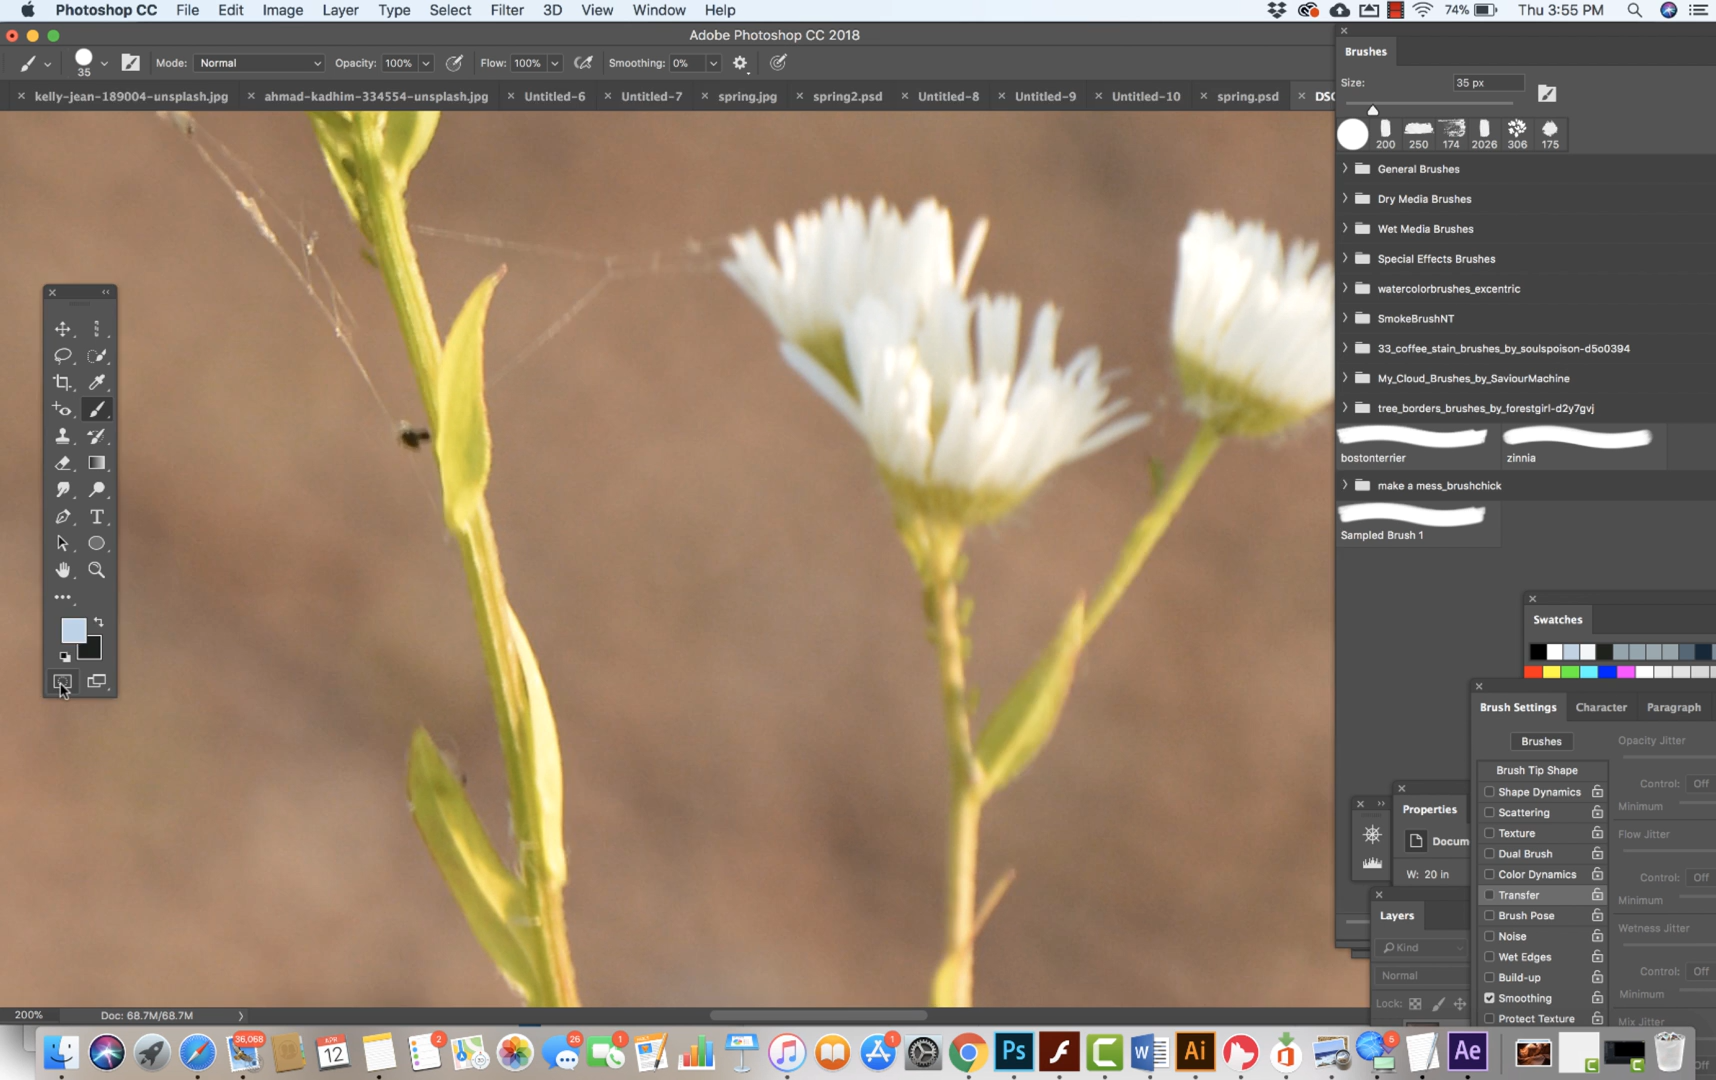 Photoshop CC File Edit Image Layer Type Select Filter 3D View Window Help 74% Thu 3:55 PM
Adobe Photoshop CC 2018
35 Mode: Normal Opacity: 100% Flow: 100% Smoothing: 0%
kelly-jean-189004-unsplash.jpg ahmad-kadhim-334554-unsplash.jpg Untitled-6 Untitled-7 spring.jpg spring2.psd Untitled-8 Untitled-9 Untitled-10 spring.psd DSC
Brushes
Size: 35 px
200 250 174 2026 306 175
General Brushes
Dry Media Brushes
Wet Media Brushes
Special Effects Brushes
watercolorbrushes_excentric
SmokeBrushNT
33_coffee_stain_brushes_by_soulspoison-d5o0394
My_Cloud_Brushes_by_SaviourMachine
tree_borders_brushes_by_forestgirl-d2y7gvj
bostonterrier zinnia
make a mess_brushchick
Sampled Brush 1
Swatches
Brush Settings Character Paragraph
Brushes
Opacity Jitter
Brush Tip Shape
Shape Dynamics
Control: Off
Scattering
Minimum
Texture
Flow Jitter
Dual Brush
Color Dynamics
Control: Off
Transfer
Minimum
Brush Pose
Wetness Jitter
Noise
Wet Edges
Build-up
Control: Off
Smoothing
Minimum
Protect Texture
Mix Jitter
Off
Properties
Docum
W: 20 in
Layers
Kind
Normal
Lock:
200% Doc: 68.7M/68.7M
36,068 APR 12 2 26 1 1 Ps W Ai 5 Ae